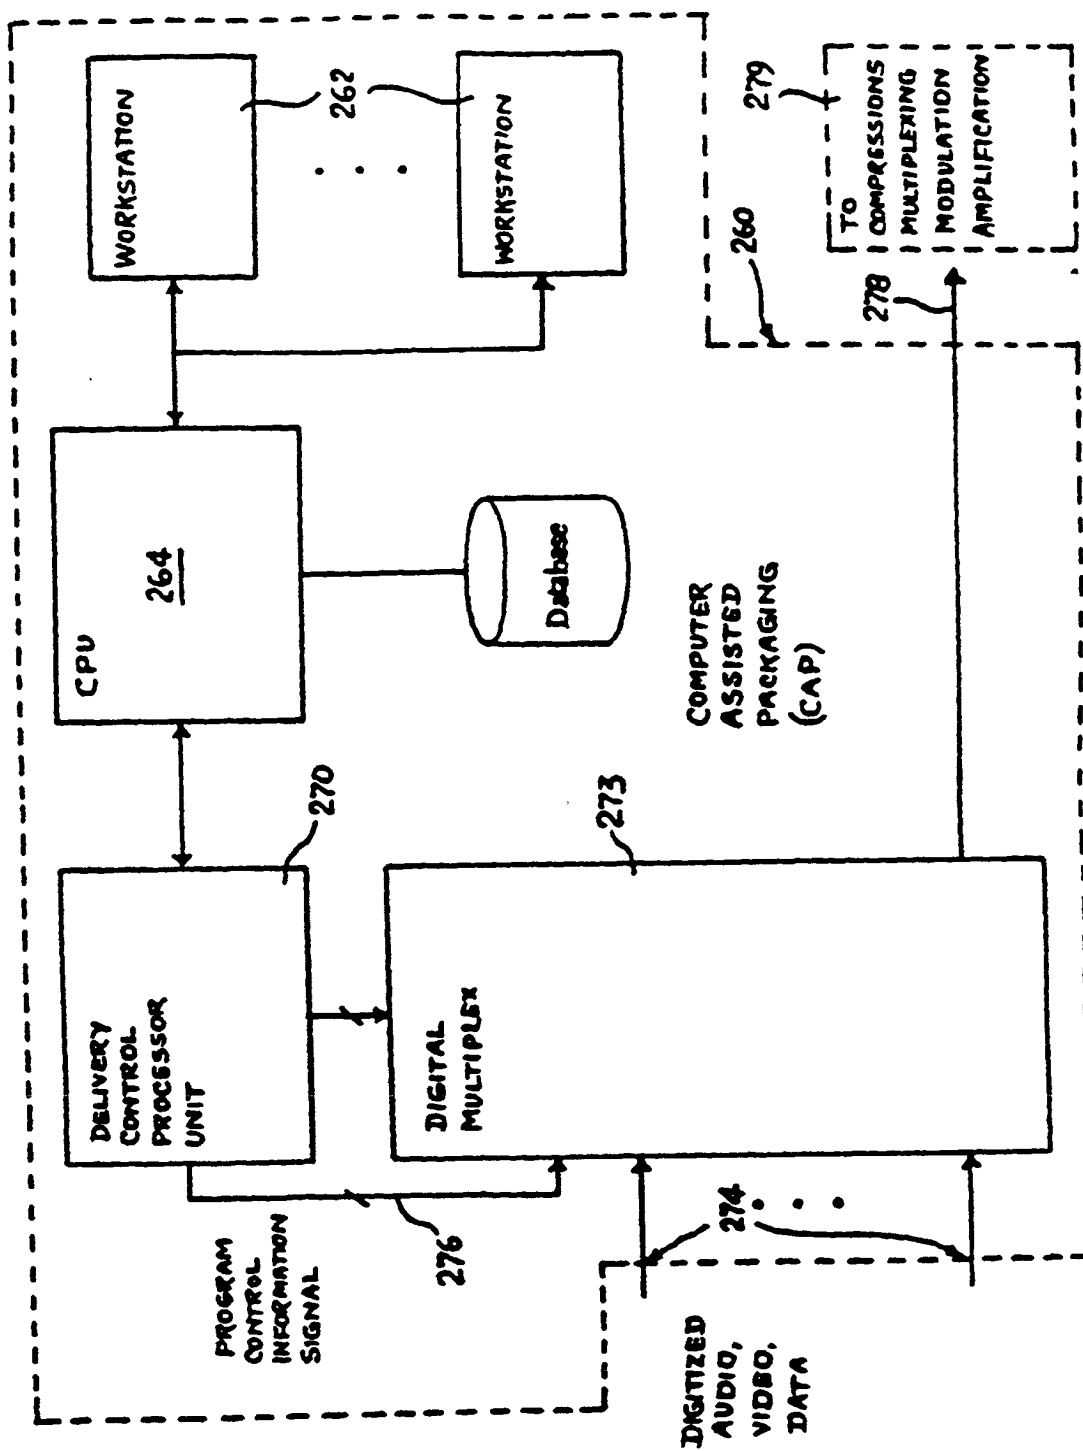 PROGRAM
CONTROL
INFORMATION
SIGNAL
276
DELIVERY
CONTROL
PROCESSOR
UNIT
270
CPU
264
WORKSTATION
262
WORKSTATION
Database
DIGITIZED
AUDIO,
VIDEO,
DATA
274
DIGITAL
MULTIPLEX
273
COMPUTER
ASSISTED
PACKAGING
(CAP)
260
278
279
TO
COMPRESSIONS
MULTIPLEXING
MODULATION
AMPLIFICATION